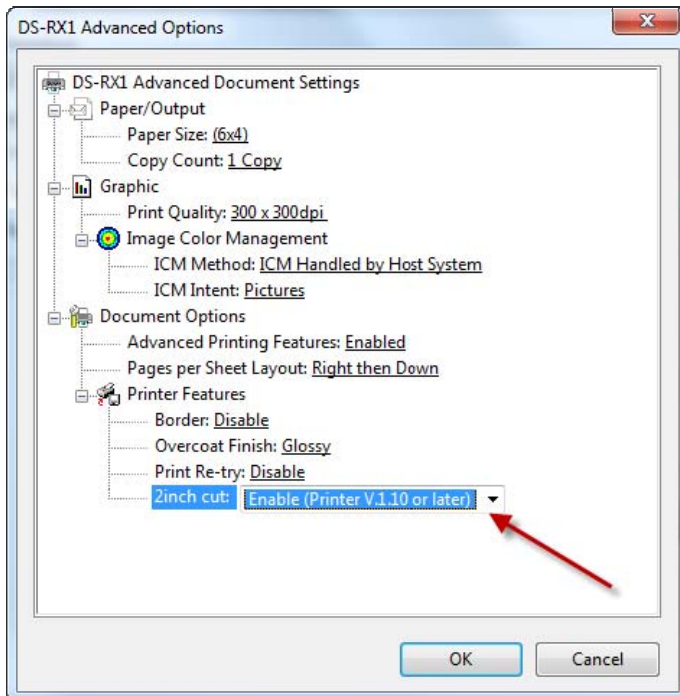 DS-RX1 Advanced Options
DS-RX1 Advanced Document Settings
Paper/Output
Paper Size: (6x4)
Copy Count: 1 Copy
Graphic
Print Quality: 300 x 300dpi
Image Color Management
ICM Method: ICM Handled by Host System
ICM Intent: Pictures
Document Options
Advanced Printing Features: Enabled
Pages per Sheet Layout: Right then Down
Printer Features
Border: Disable
Overcoat Finish: Glossy
Print Re-try: Disable
2inch cut: Enable (Printer V.1.10 or later)
OK Cancel